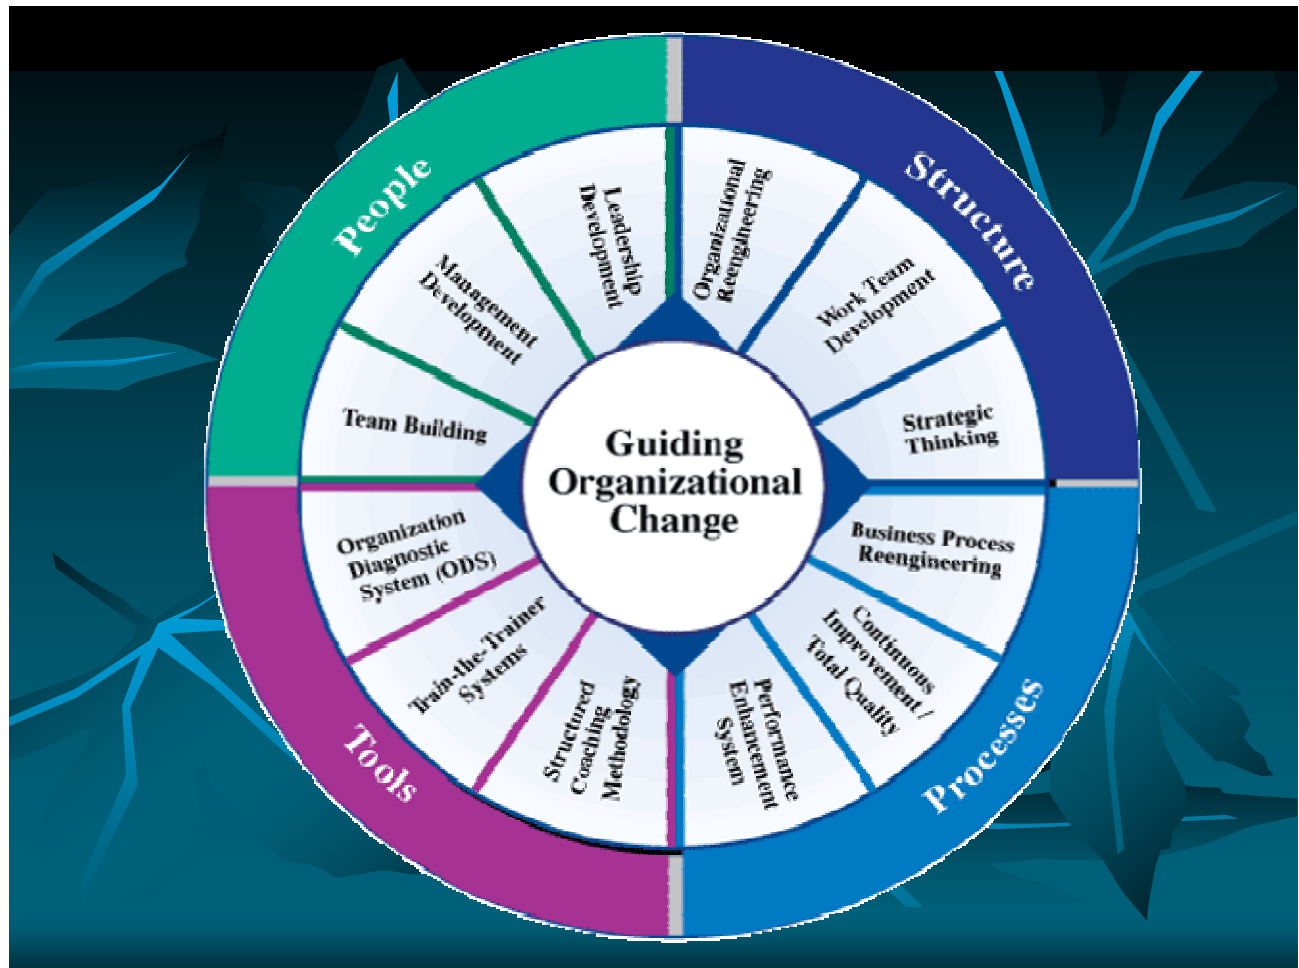 People
Structure
Leadership
Development
Organizational
Reengineering
Management
Development
Work Team
Development
Team Building
Strategic
Thinking
Guiding
Organizational
Change
Organization
Diagnostic
System (ODS)
Business Process
Reengineering
Train-the-Trainer
Systems
Continuous
Improvement /
Total Quality
Structured
Coaching
Methodology
Performance
Enhancement
System
Tools
Processes